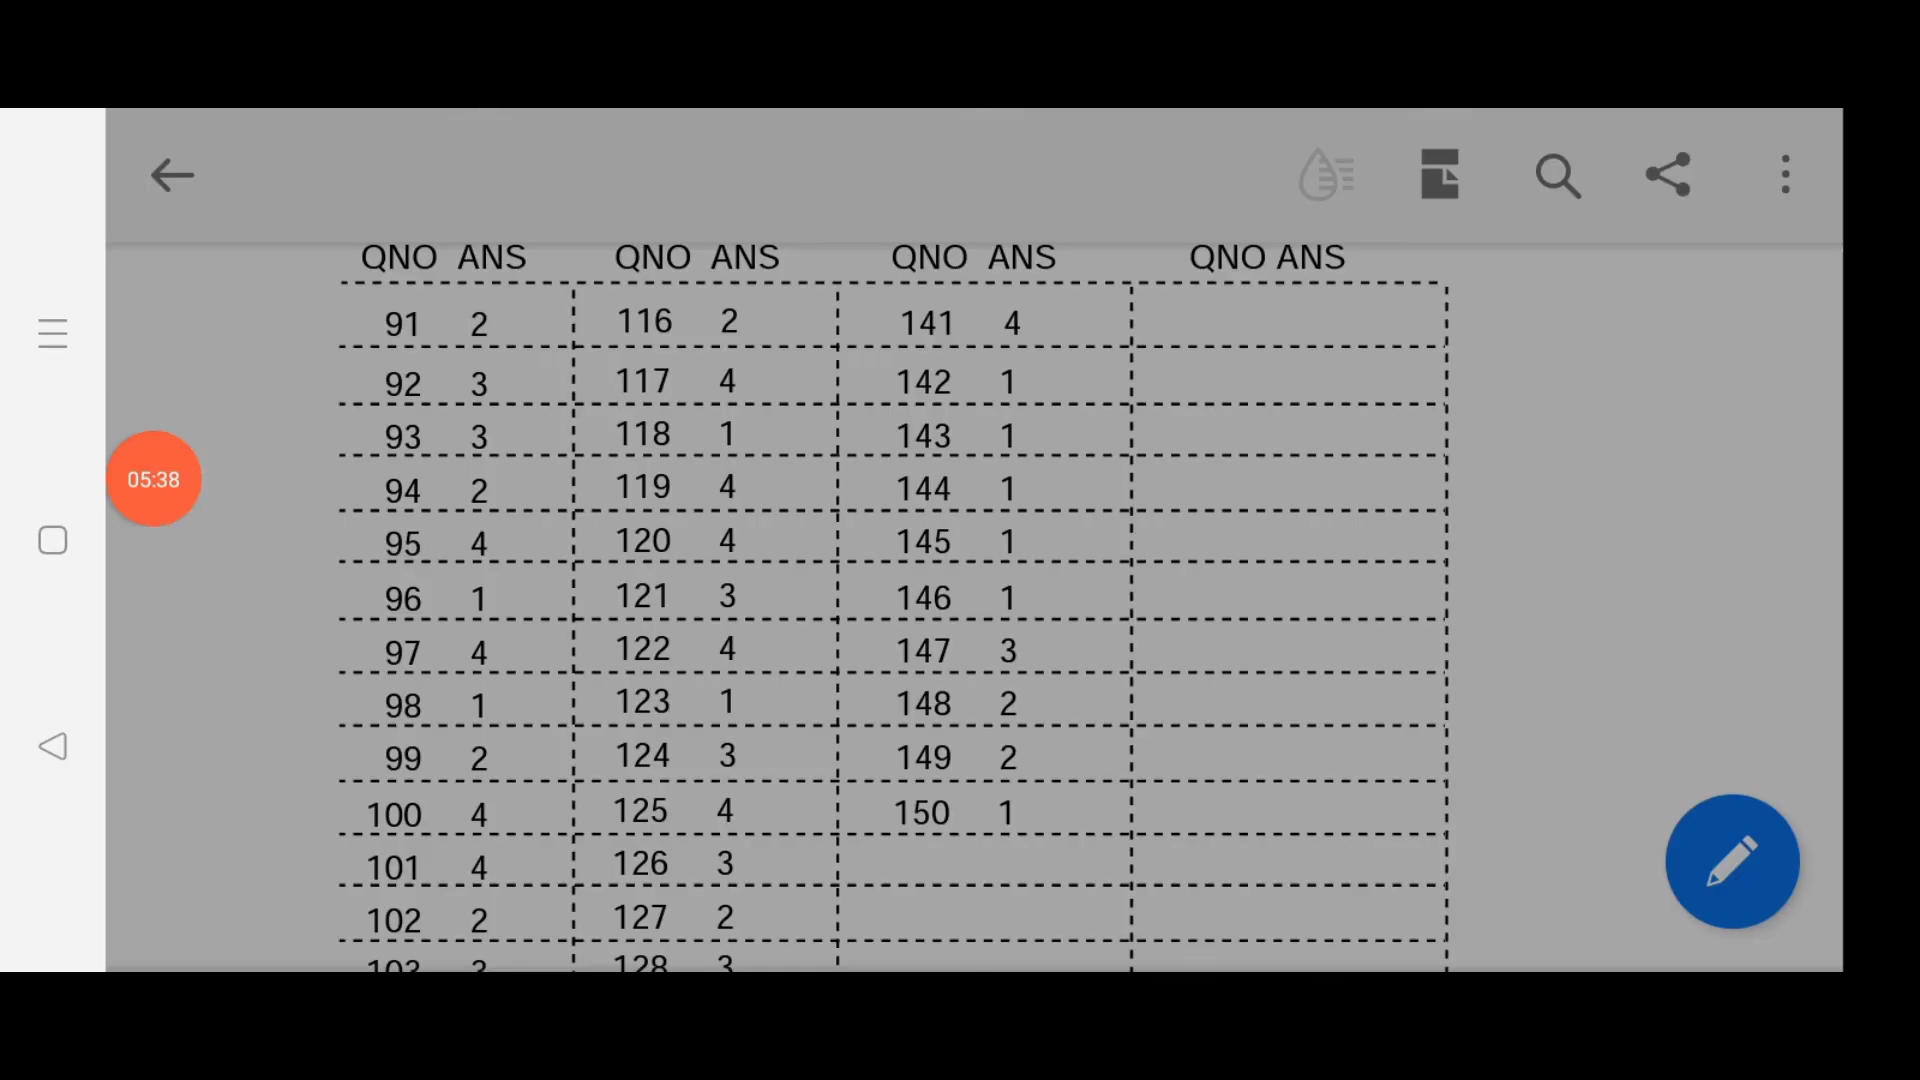 QNO ANS QNO ANS QNO ANS QNO ANS
91 2 116 2 141 4
92 3 117 4 142 1
93 3 118 1 143 1
05:38
94 2 119 4 144 1
95 4 120 4 145 1
96 1 121 3 146 1
97 4 122 4 147 3
98 1 123 1 148 2
99 2 124 3 149 2
100 4 125 4 150 1
101 4 126 3
102 2 127 2
103 128 3